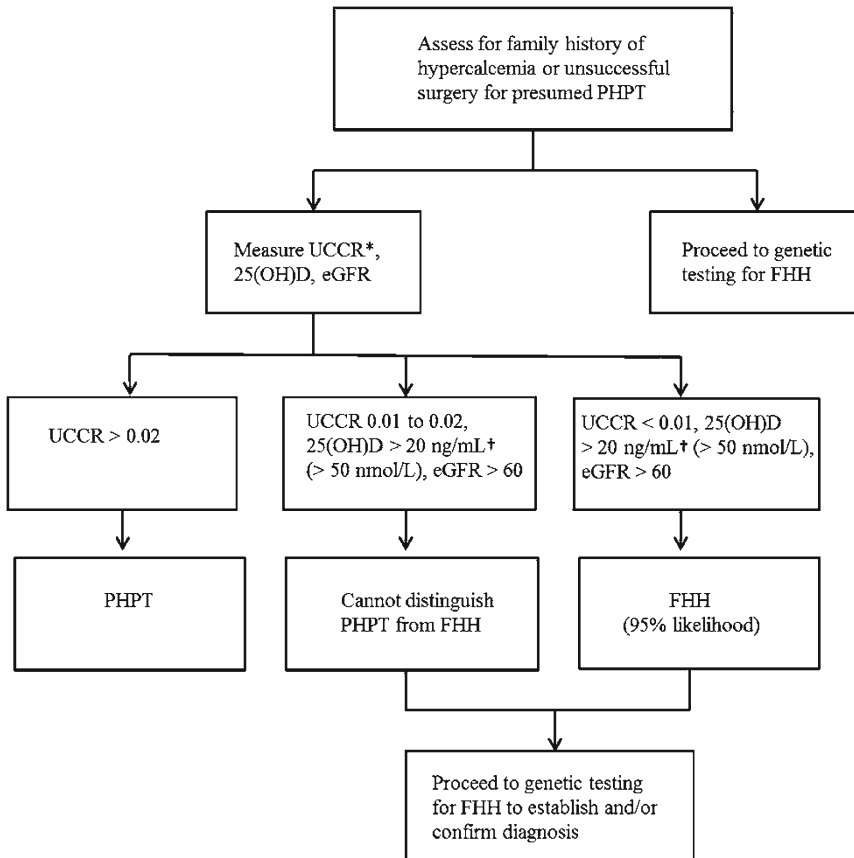 Assess for family history of
hypercalcemia or unsuccessful
surgery for presumed PHPT
Measure UCCR*,
25(OH)D, eGFR
Proceed to genetic
testing for FHH
UCCR > 0.02
UCCR 0.01 to 0.02,
25(OH)D > 20 ng/mL†
(> 50 nmol/L), eGFR > 60
UCCR < 0.01, 25(OH)D
> 20 ng/mL† (> 50 nmol/L),
eGFR > 60
PHPT
Cannot distinguish
PHPT from FHH
FHH
(95% likelihood)
Proceed to genetic testing
for FHH to establish and/or
confirm diagnosis